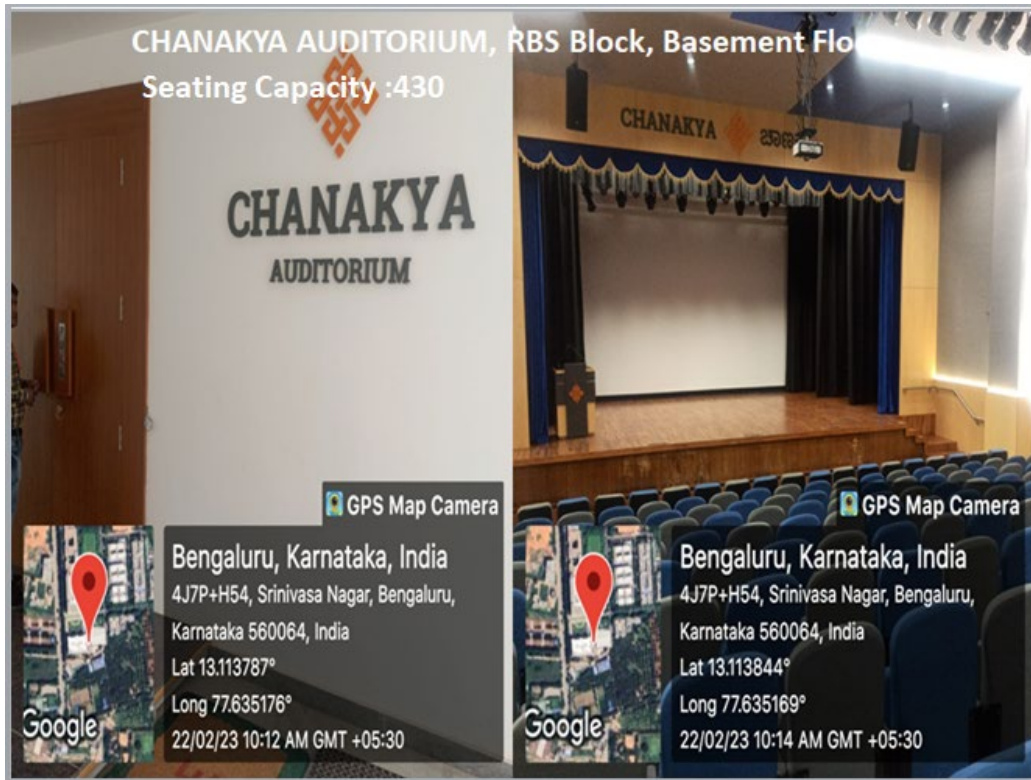 CHANAKYA AUDITORIUM, RBS Block, Basement
Seating Capacity :430
CHANAKYA
AUDITORIUM
GPS Map Camera
Bengaluru, Karnataka, India
4J7P+H54, Srinivasa Nagar, Bengaluru,
Karnataka 560064, India
Lat 13.113787°
Long 77.635176°
22/02/23 10:12 AM GMT +05:30
Google
CHANAKYA
GPS Map Camera
Bengaluru, Karnataka, India
4J7P+H54, Srinivasa Nagar, Bengaluru,
Karnataka 560064, India
Lat 13.113844°
Long 77.635169°
22/02/23 10:14 AM GMT +05:30
Google